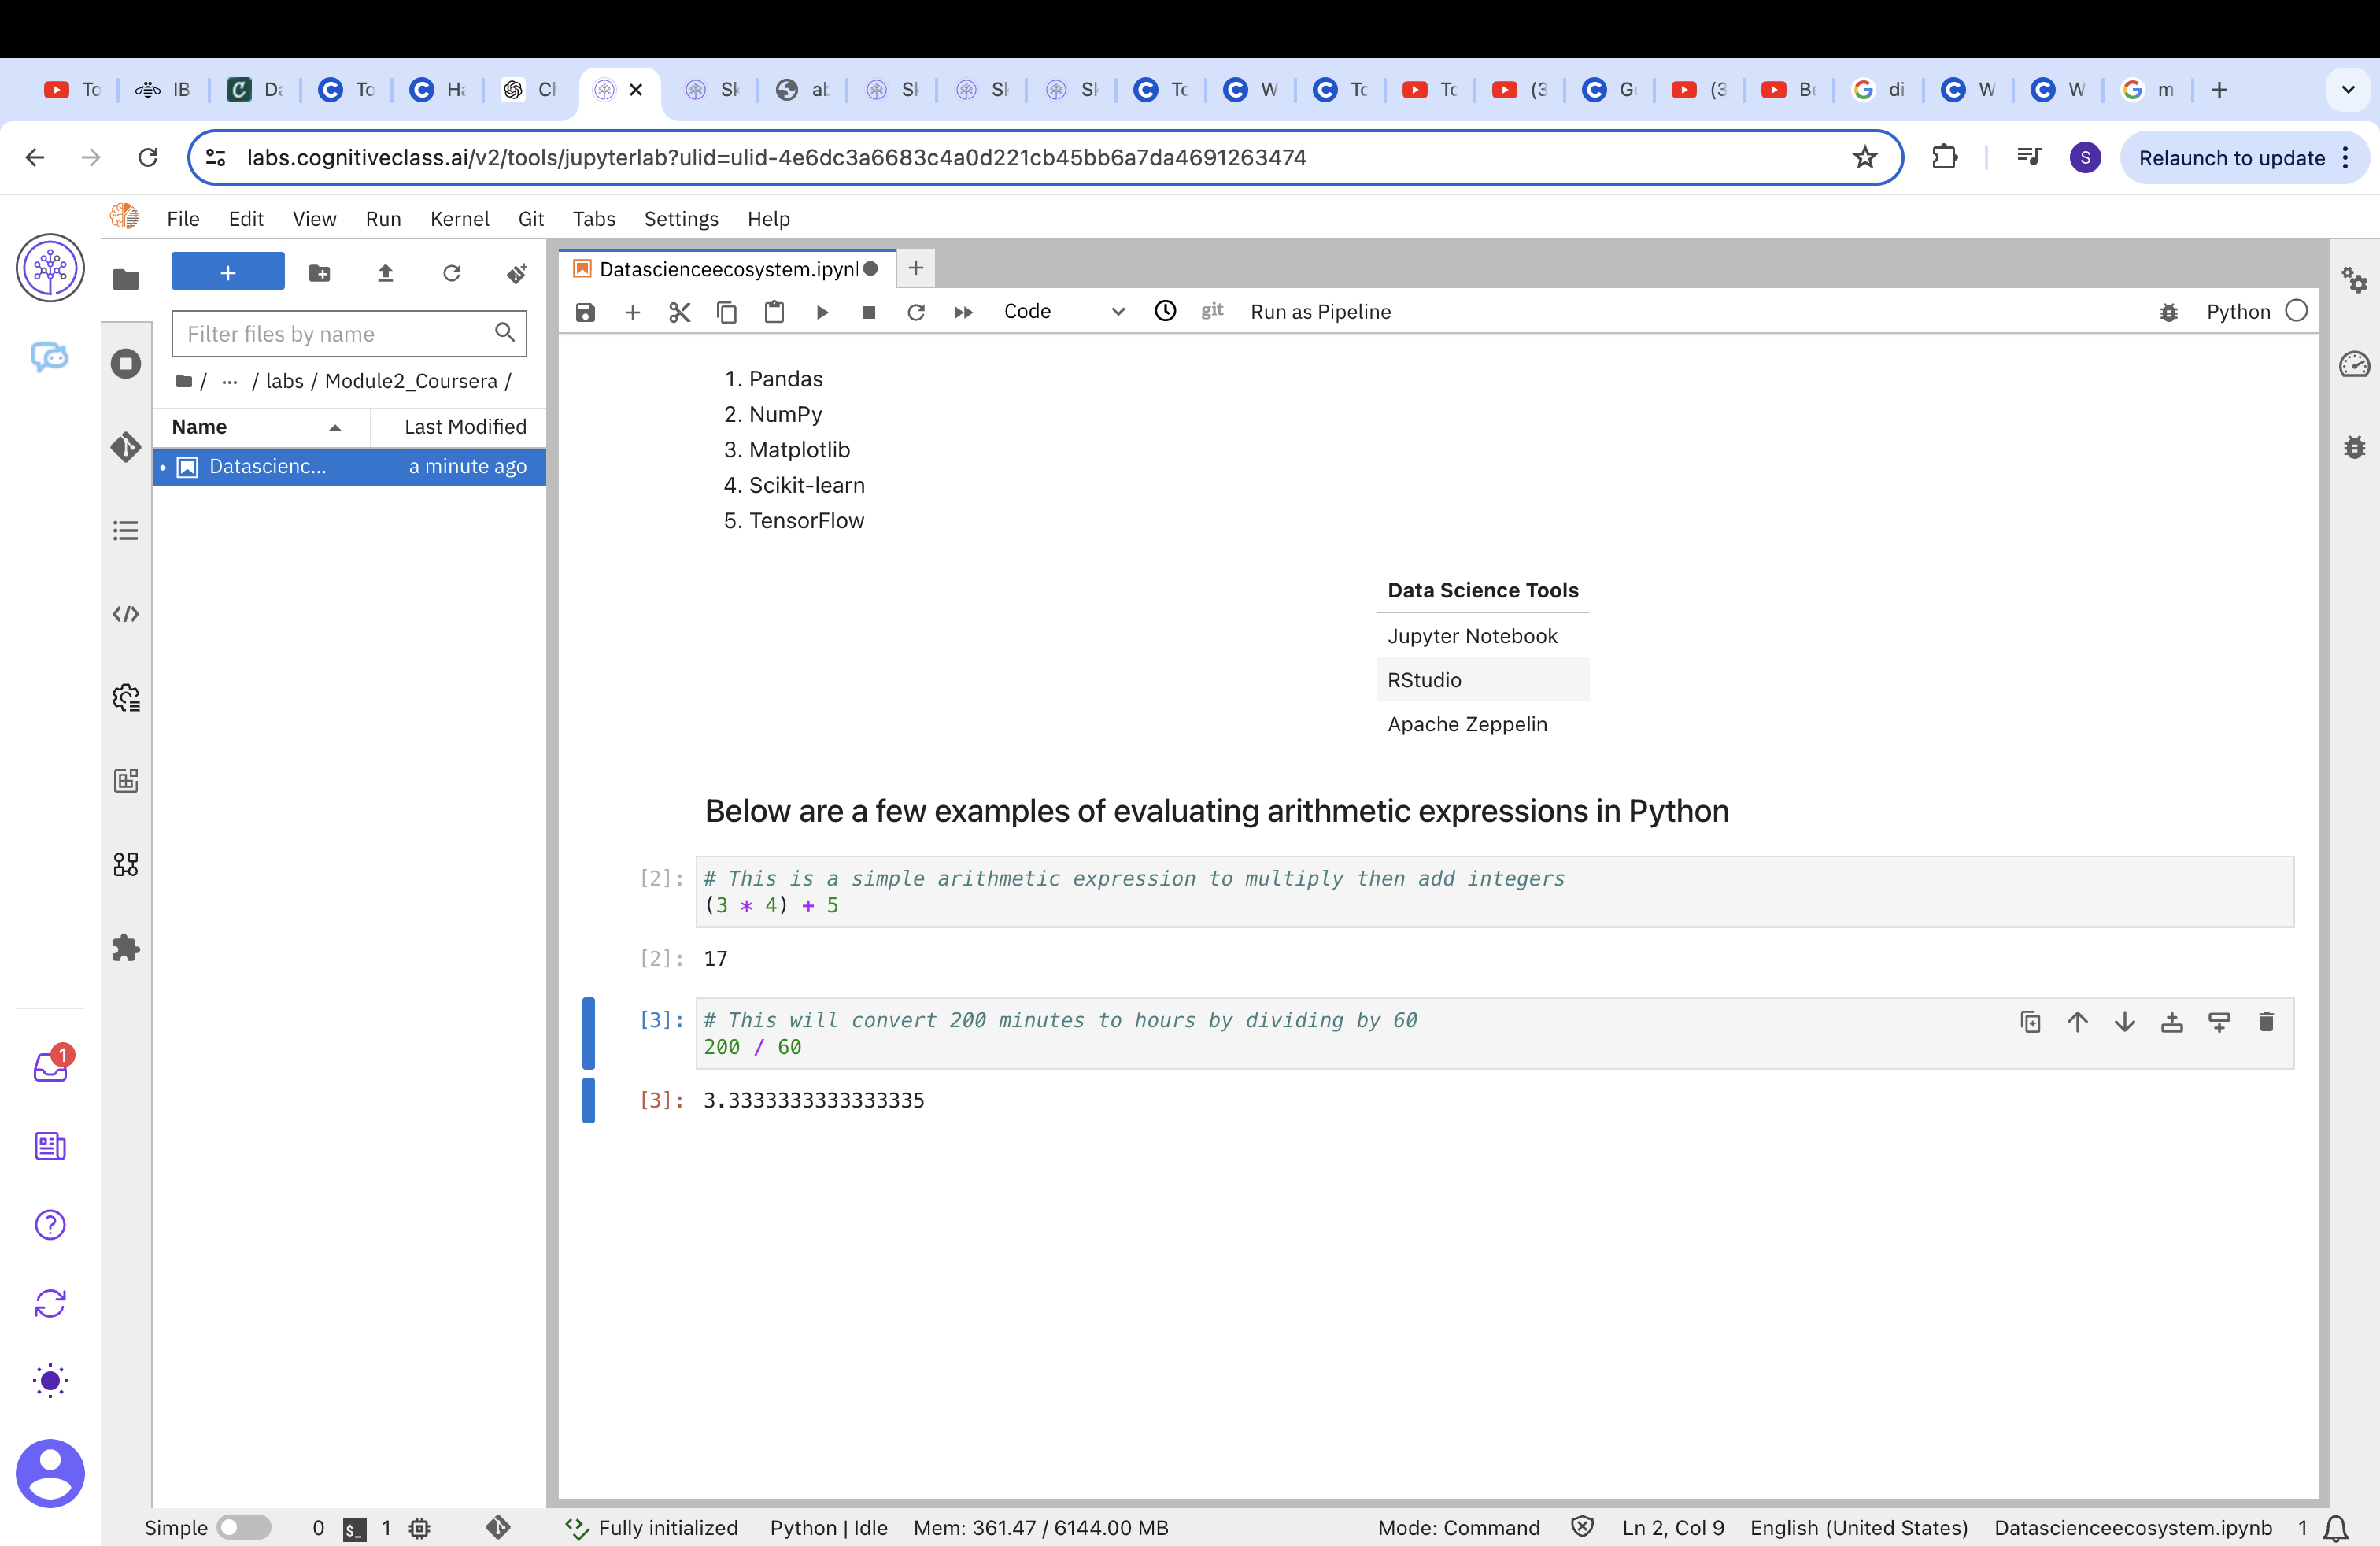 To IB Da To Ha Ch Sk ab Sk Sk Sk To W To To (3 G (3 Be di W W m
labs.cognitiveclass.ai/v2/tools/jupyterlab?ulid=ulid-4e6dc3a6683c4a0d221cb45bb6a7da4691263474
S
Relaunch to update
File Edit View Run Kernel Git Tabs Settings Help
Datascienceecosystem.ipynl
Code
git
Run as Pipeline
Python
Filter files by name
/ ... / labs / Module2_Coursera /
Name Last Modified
Datascienc... a minute ago
1. Pandas
2. NumPy
3. Matplotlib
4. Scikit-learn
5. TensorFlow
Data Science Tools
Jupyter Notebook
RStudio
Apache Zeppelin
Below are a few examples of evaluating arithmetic expressions in Python
[2]: # This is a simple arithmetic expression to multiply then add integers
(3 * 4) + 5
[2]: 17
[3]: # This will convert 200 minutes to hours by dividing by 60
200 / 60
[3]: 3.3333333333333335
1
Simple 0 $_ 1 Fully initialized Python | Idle Mem: 361.47 / 6144.00 MB Mode: Command Ln 2, Col 9 English (United States) Datascienceecosystem.ipynb 1